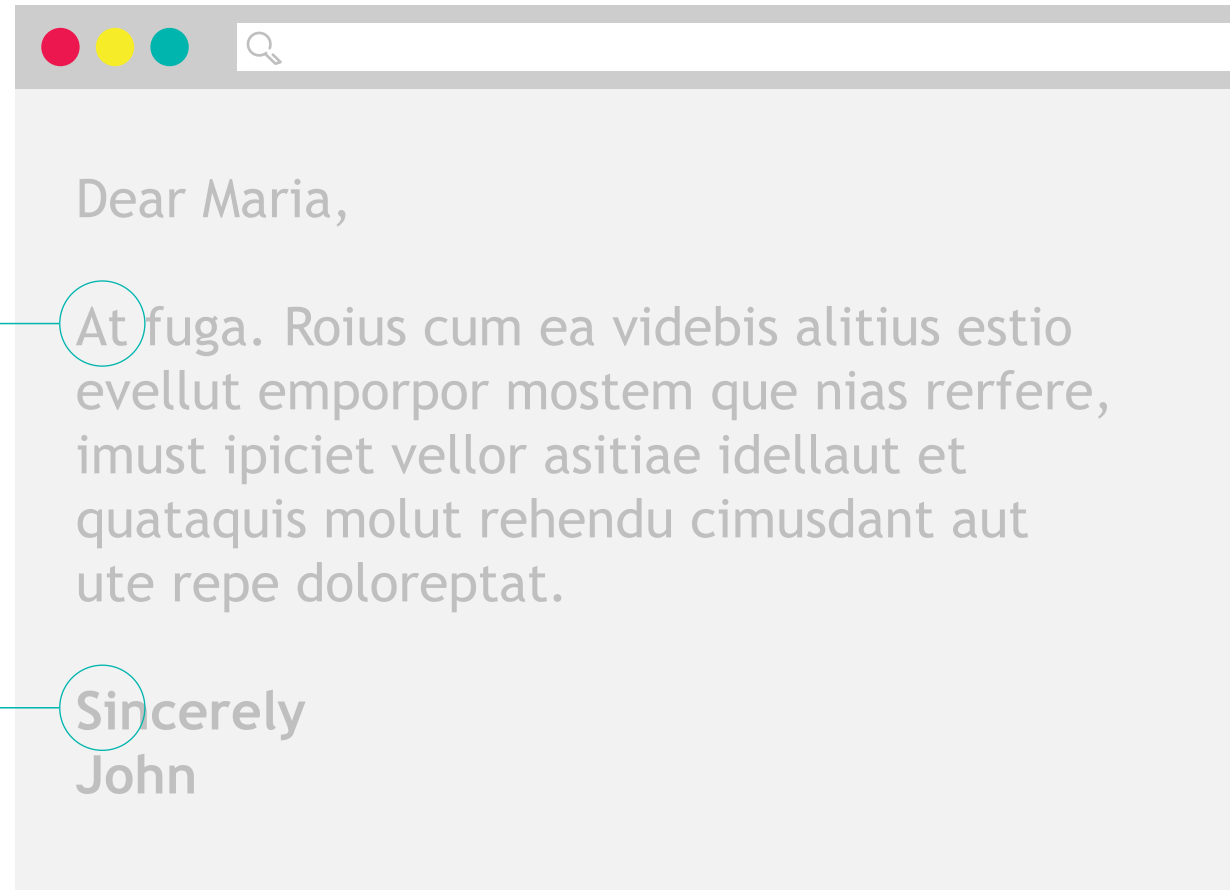 Dear Maria,
At fuga. Roius cum ea videbis alitius estio
evellut emporpor mostem que nias rerfere,
imust ipiciet vellor asitiae idellaut et
quataquis molut rehendu cimusdant aut
ute repe doloreptat.
Sincerely
John